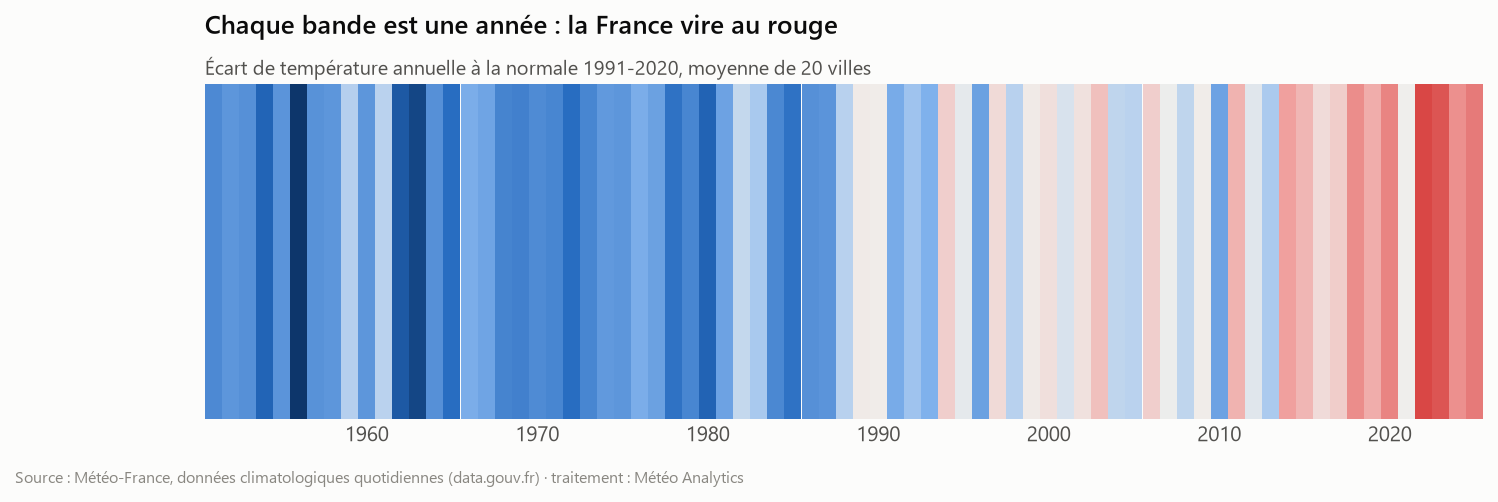 Chaque bande est une année : la France vire au rouge
Écart de température annuelle à la normale 1991-2020, moyenne de 20 villes
1960 1970 1980 1990 2000 2010 2020
Source : Météo-France, données climatologiques quotidiennes (data.gouv.fr) · traitement : Météo Analytics